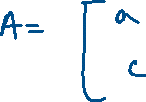 A = [ a
c